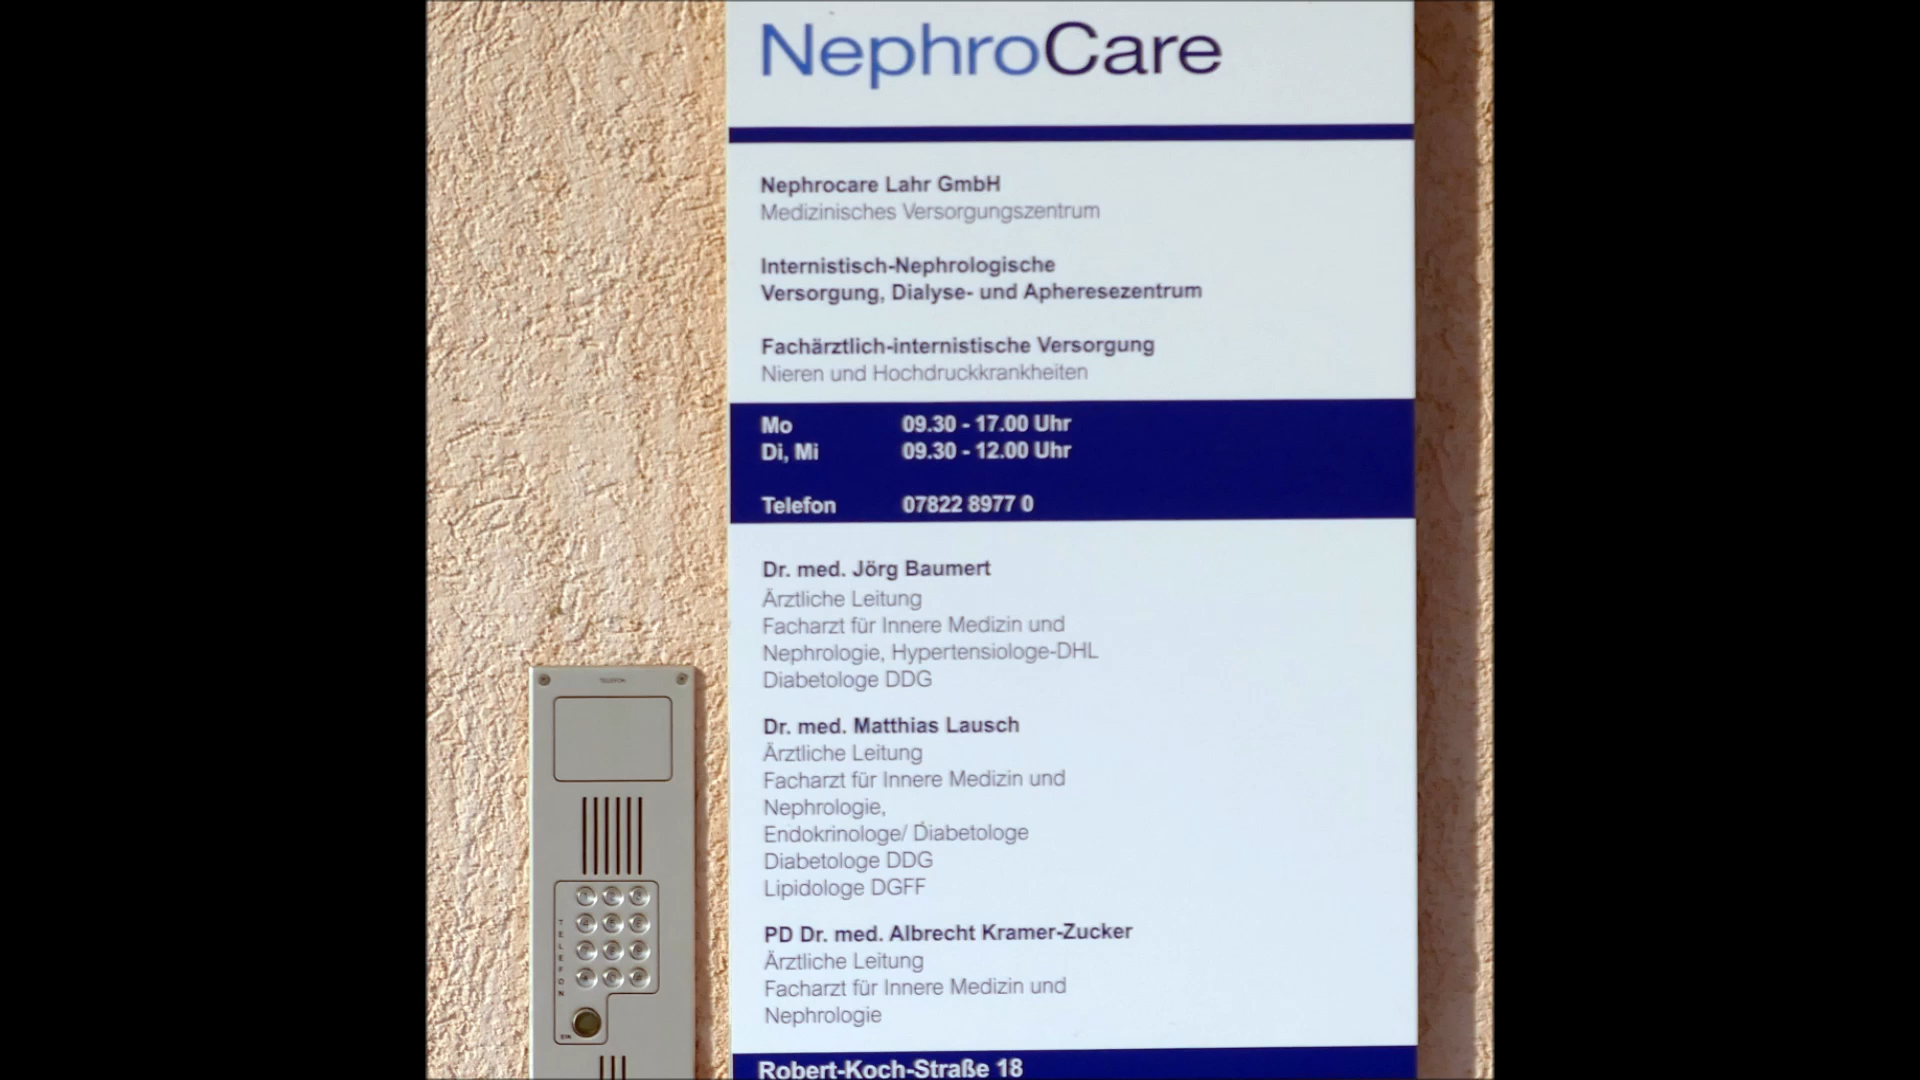 NephroCare
Nephrocare Lahr GmbH
Medizinisches Versorgungszentrum
Internistisch-Nephrologische
Versorgung, Dialyse- und Apheresezentrum
Fachärztlich-internistische Versorgung
Nieren und Hochdruckkrankheiten
Mo 09.30 - 17.00 Uhr
Di, Mi 09.30 - 12.00 Uhr
Telefon 07822 8977 0
Dr. med. Jörg Baumert
Ärztliche Leitung
Facharzt für Innere Medizin und
Nephrologie, Hypertensiologe-DHL
Diabetologe DDG
Dr. med. Matthias Lausch
Ärztliche Leitung
Facharzt für Innere Medizin und
Nephrologie,
Endokrinologe/ Diabetologe
Diabetologe DDG
Lipidologe DGFF
PD Dr. med. Albrecht Kramer-Zucker
Ärztliche Leitung
Facharzt für Innere Medizin und
Nephrologie
Robert-Koch-Straße 18
TELEFON
TELEFON